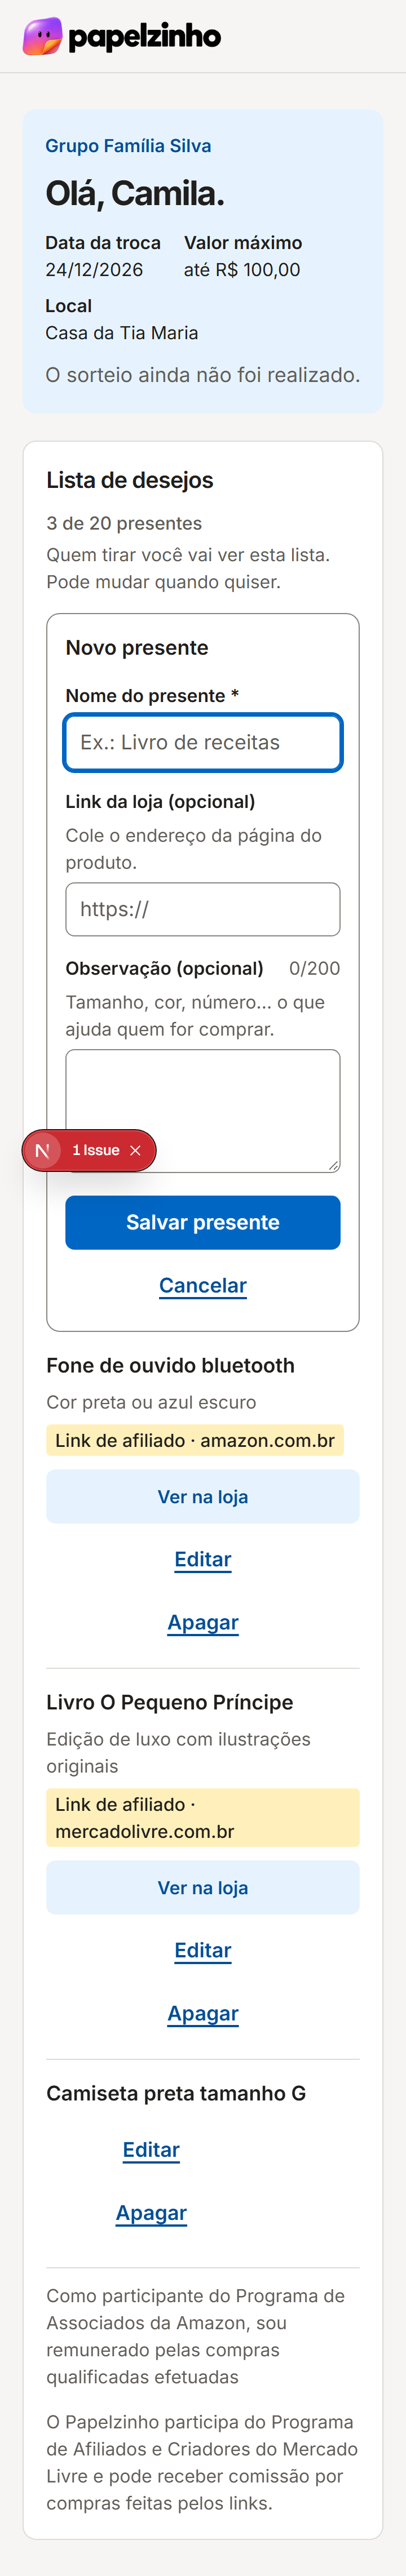 papelzinho
Grupo Família Silva
Olá, Camila.
Data da troca
24/12/2026
Valor máximo
até R$ 100,00
Local
Casa da Tia Maria
O sorteio ainda não foi realizado.
Lista de desejos
3 de 20 presentes
Quem tirar você vai ver esta lista.
Pode mudar quando quiser.
Novo presente
Nome do presente *
Ex.: Livro de receitas
Link da loja (opcional)
Cole o endereço da página do
produto.
https://
Observação (opcional) 0/200
Tamanho, cor, número... o que
ajuda quem for comprar.
N 1 Issue
Salvar presente
Cancelar
Fone de ouvido bluetooth
Cor preta ou azul escuro
Link de afiliado · amazon.com.br
Ver na loja
Editar
Apagar
Livro O Pequeno Príncipe
Edição de luxo com ilustrações
originais
Link de afiliado ·
mercadolivre.com.br
Ver na loja
Editar
Apagar
Camiseta preta tamanho G
Editar
Apagar
Como participante do Programa de
Associados da Amazon, sou
remunerado pelas compras
qualificadas efetuadas
O Papelzinho participa do Programa
de Afiliados e Criadores do Mercado
Livre e pode receber comissão por
compras feitas pelos links.